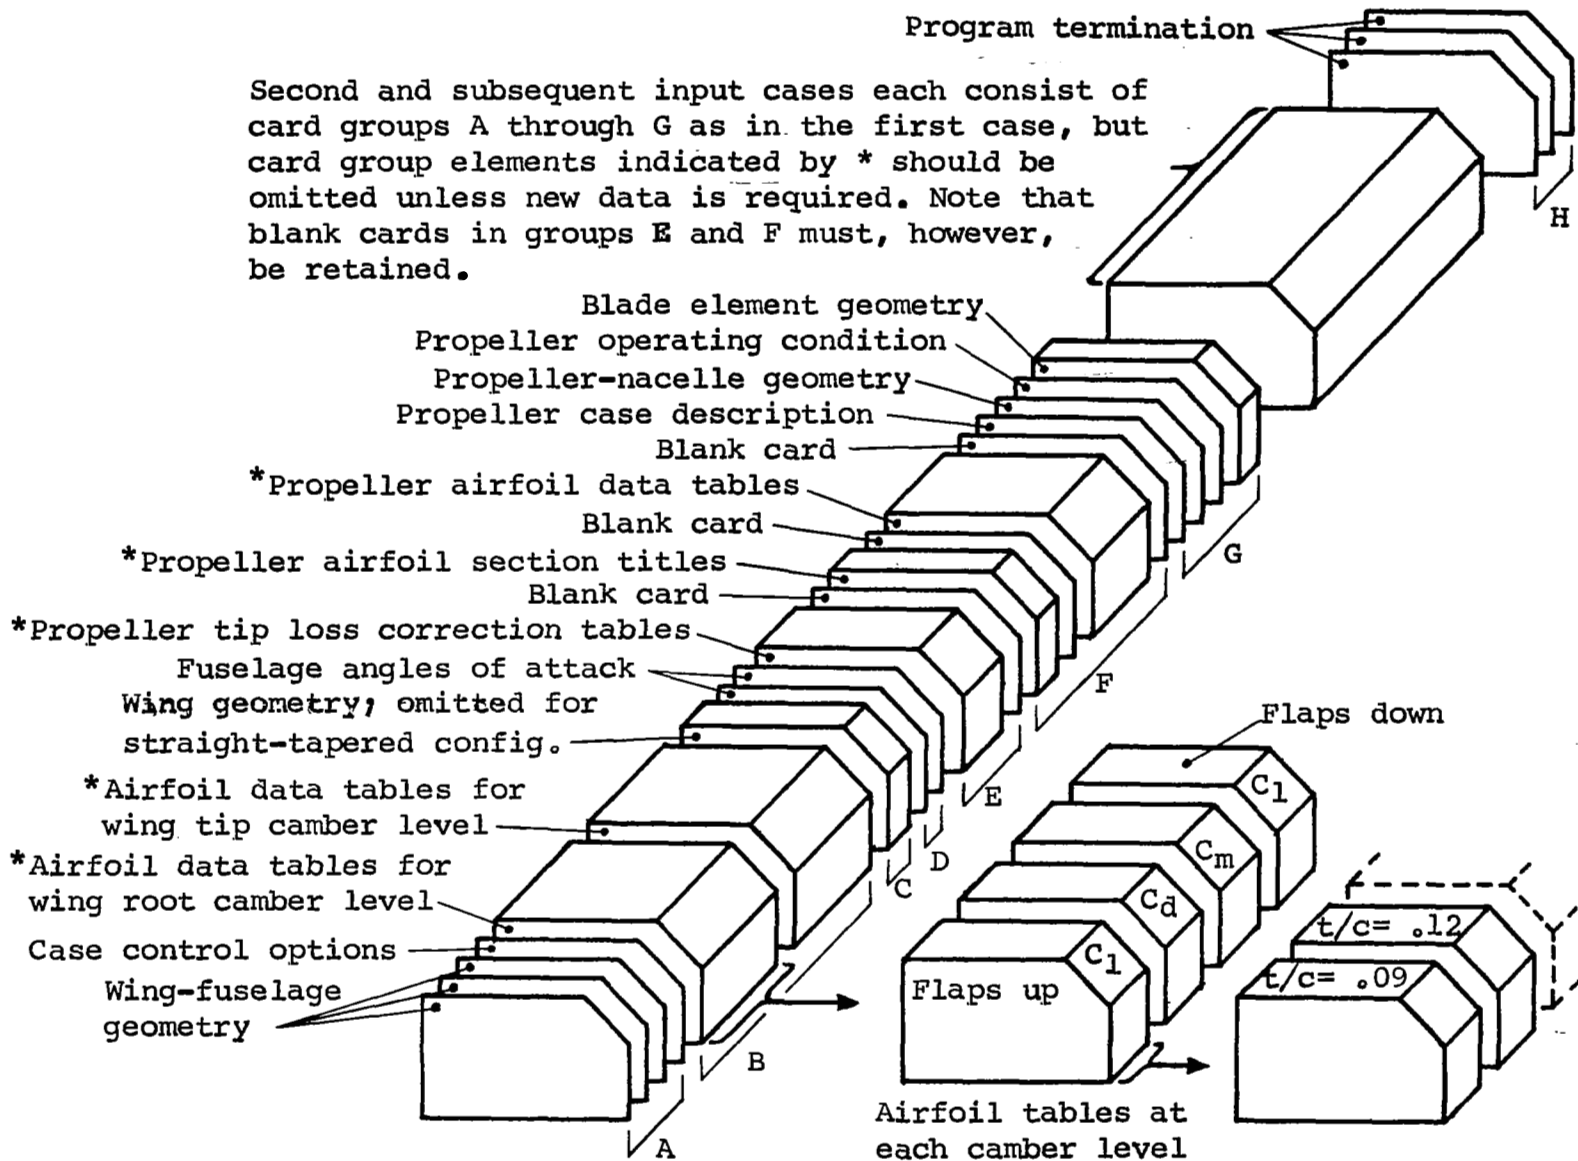 Program termination
Second and subsequent input cases each consist of
card groups A through G as in the first case, but
card group elements indicated by * should be
omitted unless new data is required. Note that
blank cards in groups E and F must, however,
be retained.
H
Blade element geometry
Propeller operating condition
Propeller-nacelle geometry
Propeller case description
Blank card
*Propeller airfoil data tables
Blank card
*Propeller airfoil section titles
Blank card
*Propeller tip loss correction tables
Fuselage angles of attack
Wing geometry; omitted for
straight-tapered config.
*Airfoil data tables for
wing tip camber level
*Airfoil data tables for
wing root camber level
Case control options
Wing-fuselage
geometry
G
F
E
D
C
B
A
Flaps down
Cl
Cm
Cd
Cl
Flaps up
t/c= .12
t/c= .09
Airfoil tables at
each camber level